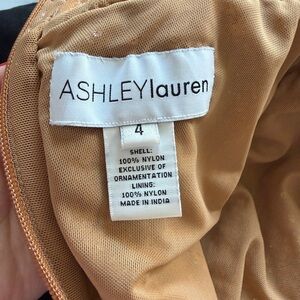 ASHLEYlauren
4
SHELL:
100% NYLON
EXCLUSIVE OF
ORNAMENTATION
LINING:
100% NYLON
MADE IN INDIA